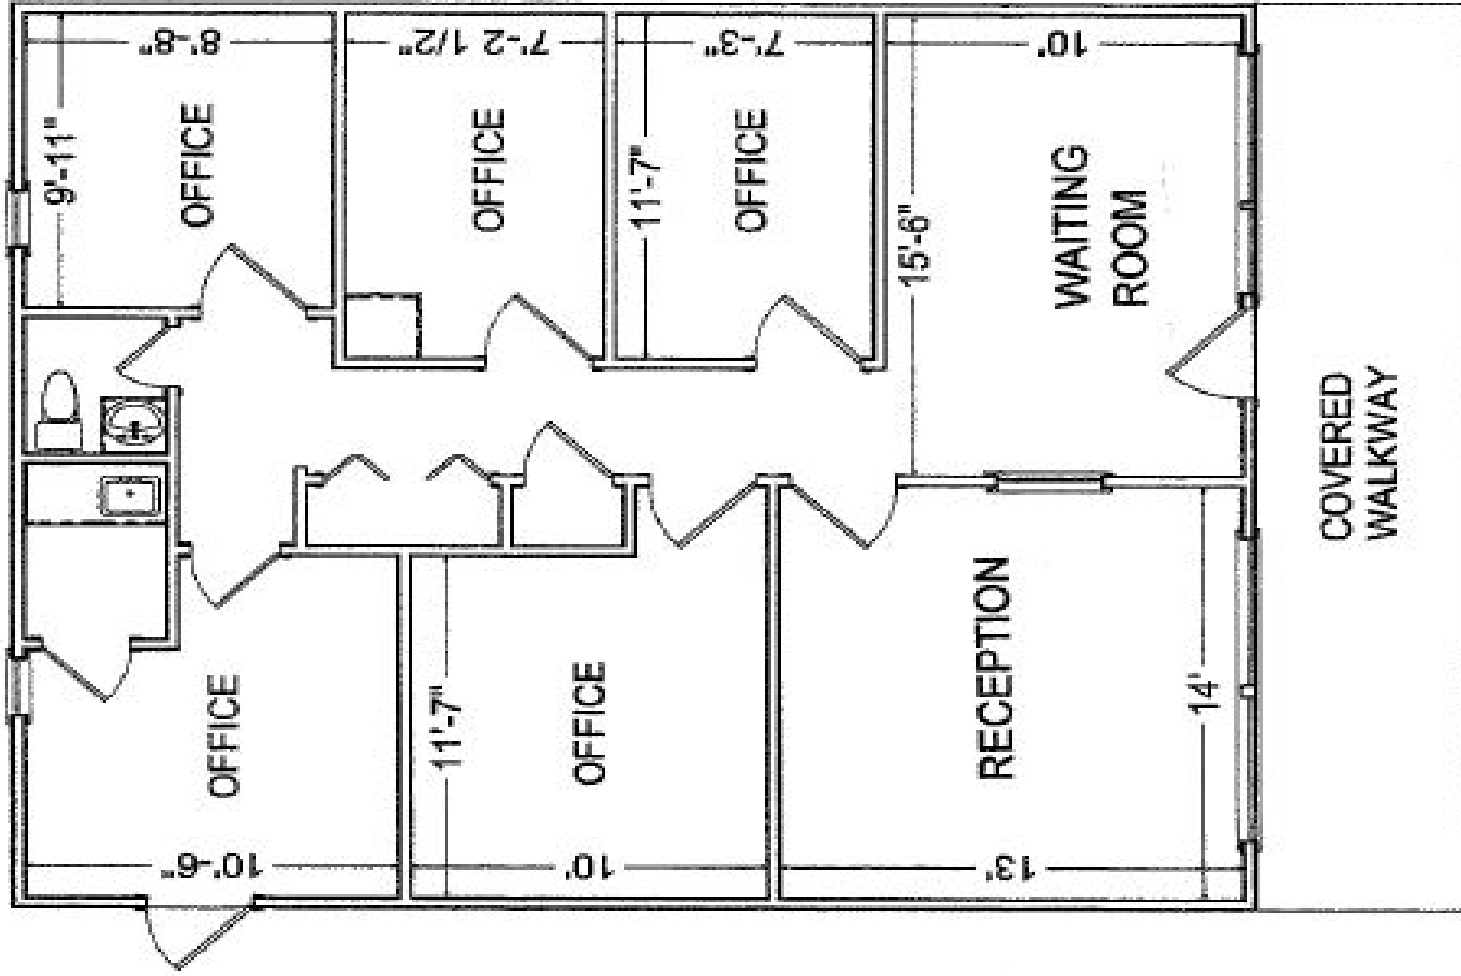 8'-8"
7'-2 1/2"
7'-3"
10'
9'-11"
OFFICE
OFFICE
11'-7"
OFFICE
15'-6"
WAITING
ROOM
COVERED
WALKWAY
OFFICE
11'-7"
OFFICE
RECEPTION
14'
10'-6"
10'
13'